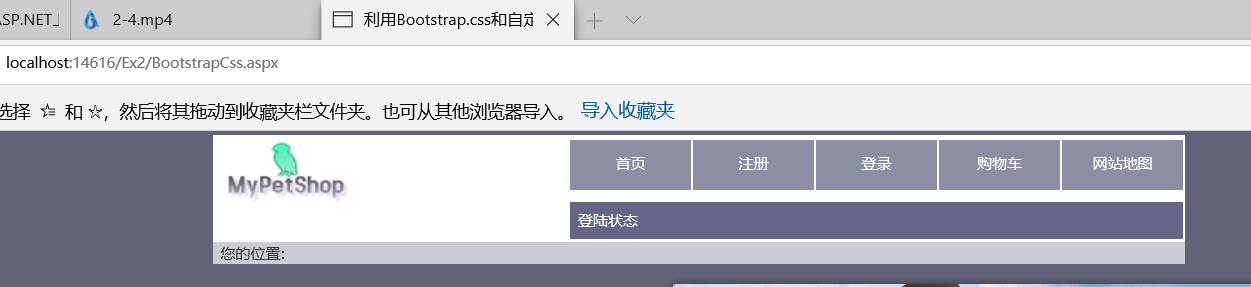 ASP.NET_
2-4.mp4
利用Bootstrap.css和自定
localhost:14616/Ex2/BootstrapCss.aspx
选择 和 ，然后将其拖动到收藏夹栏文件夹。也可从其他浏览器导入。 导入收藏夹
MyPetShop
首页 注册 登录 购物车 网站地图
登陆状态
您的位置: